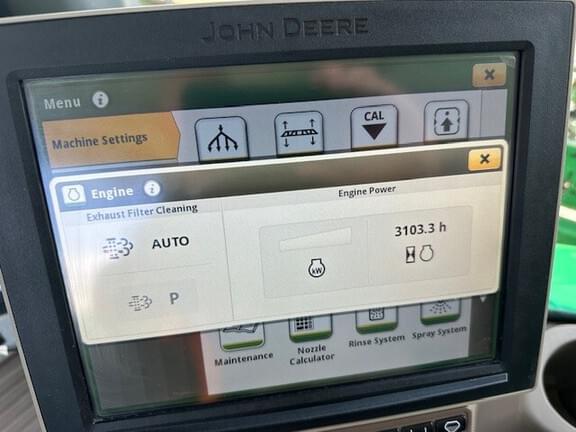 JOHN DEERE
Menu
Machine Settings
CAL
Engine
Exhaust Filter Cleaning
Engine Power
AUTO
P
kW
3103.3 h
Maintenance
Nozzle
Calculator
Rinse System
Spray System